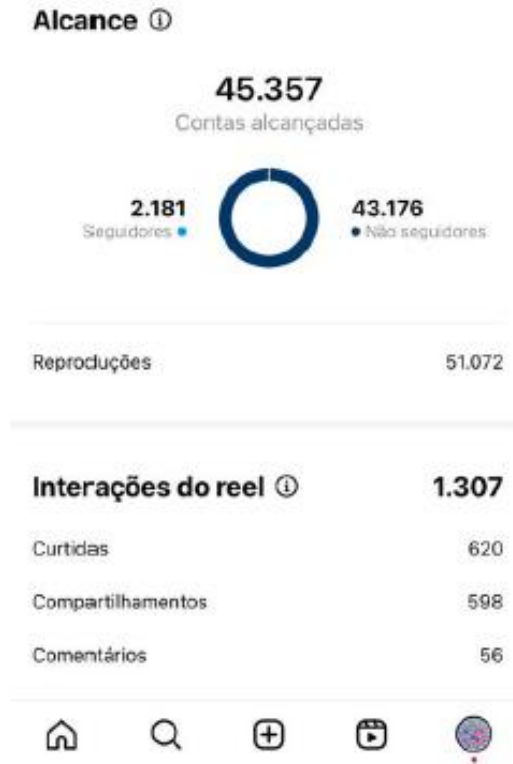 Alcance
45.357
Contas alcançadas
2.181
Seguidores
43.176
Não seguidores
Reproduções 51.072
Interações do reel 1.307
Curtidas 620
Compartilhamentos 598
Comentários 56